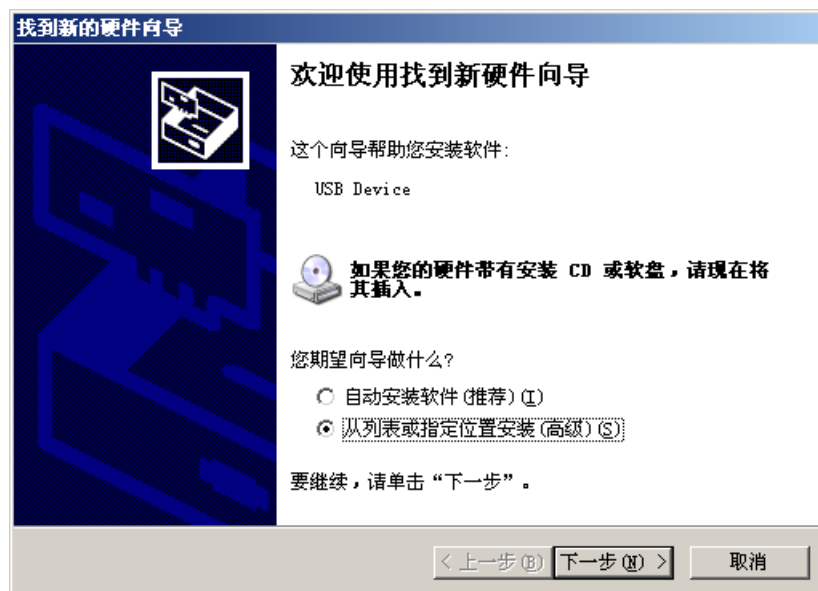 找到新的硬件向导
欢迎使用找到新硬件向导
这个向导帮助您安装软件:
USB Device
如果您的硬件带有安装 CD 或软盘，请现在将
其插入。
您期望向导做什么?
自动安装软件(推荐)(I)
从列表或指定位置安装(高级)(S)
要继续，请单击“下一步”。
< 上一步(B) 下一步(N) > 取消